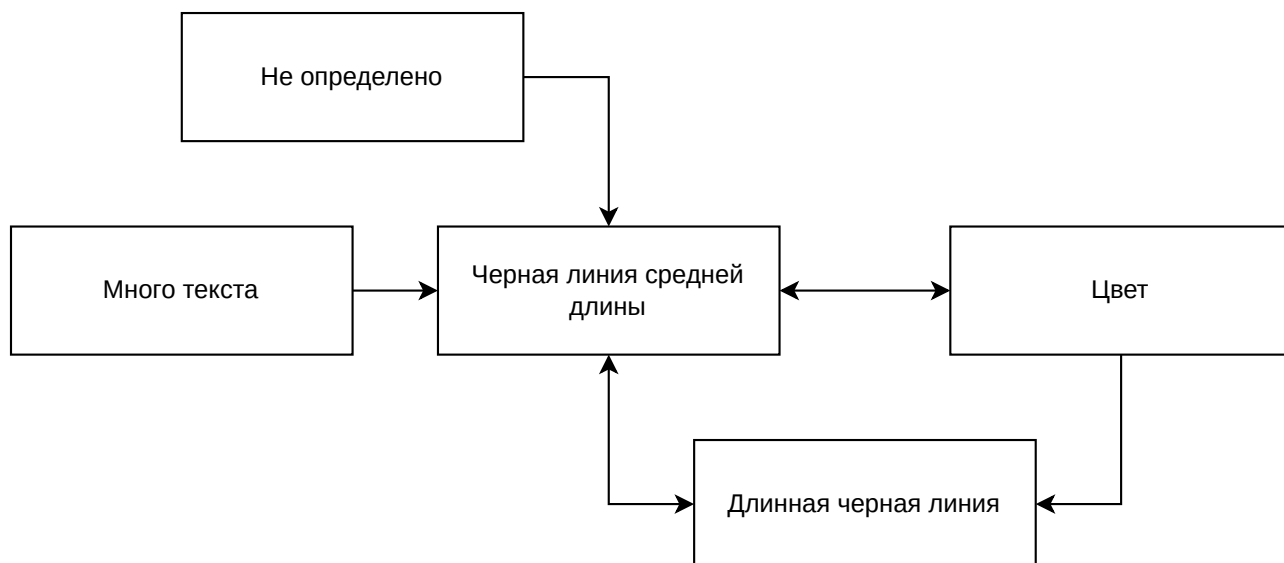 Не определено
Много текста
Черная линия средней
длины
Цвет
Длинная черная линия